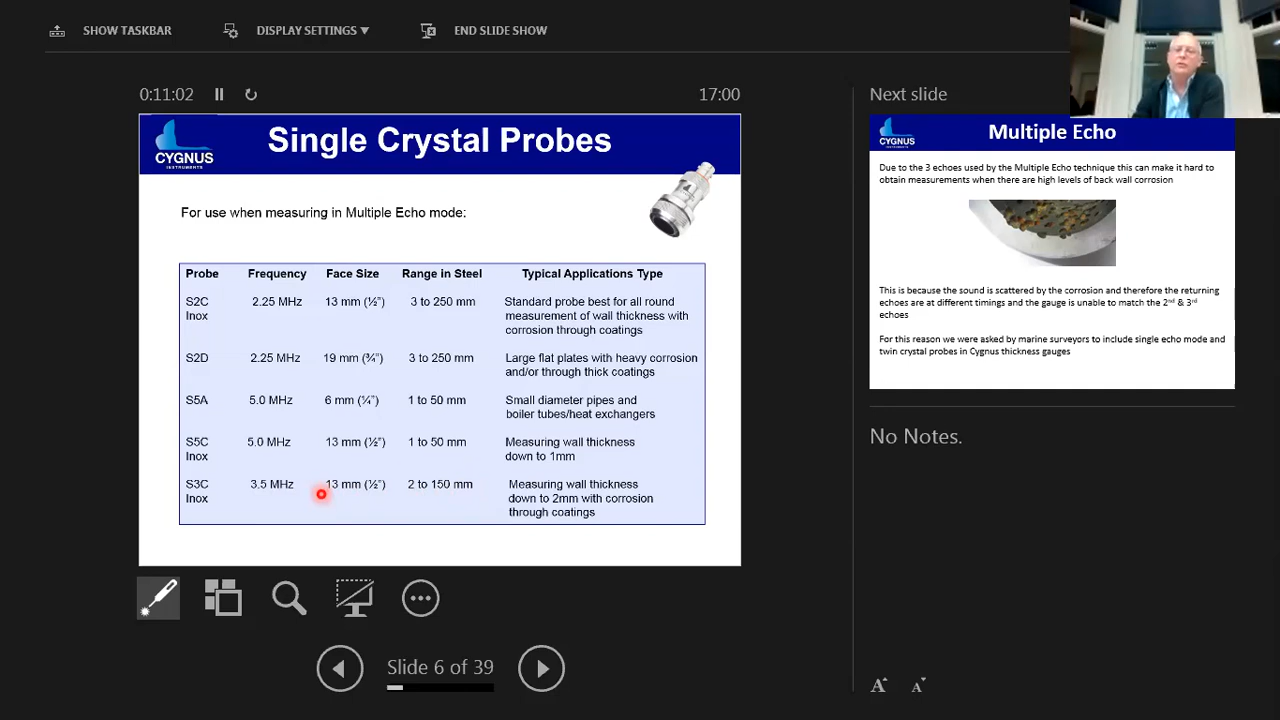 SHOW TASKBAR
DISPLAY SETTINGS
END SLIDE SHOW
0:11:02
17:00
Next slide
CYGNUS
INSTRUMENTS
Single Crystal Probes
For use when measuring in Multiple Echo mode:
Probe Frequency Face Size Range in Steel Typical Applications Type
S2C 2.25 MHz 13 mm (½") 3 to 250 mm Standard probe best for all round
Inox measurement of wall thickness with
corrosion through coatings
S2D 2.25 MHz 19 mm (¾") 3 to 250 mm Large flat plates with heavy corrosion
and/or through thick coatings
S5A 5.0 MHz 6 mm (¼") 1 to 50 mm Small diameter pipes and
boiler tubes/heat exchangers
S5C 5.0 MHz 13 mm (½") 1 to 50 mm Measuring wall thickness
Inox down to 1mm
S3C 3.5 MHz 13 mm (½") 2 to 150 mm Measuring wall thickness
Inox down to 2mm with corrosion
through coatings
CYGNUS
INSTRUMENTS
Multiple Echo
Due to the 3 echoes used by the Multiple Echo technique this can make it hard to
obtain measurements when there are high levels of back wall corrosion
This is because the sound is scattered by the corrosion and therefore the returning
echoes are at different timings and the gauge is unable to match the 2nd & 3rd
echoes
For this reason we were asked by marine surveyors to include single echo mode and
twin crystal probes in Cygnus thickness gauges
No Notes.
Slide 6 of 39
A A